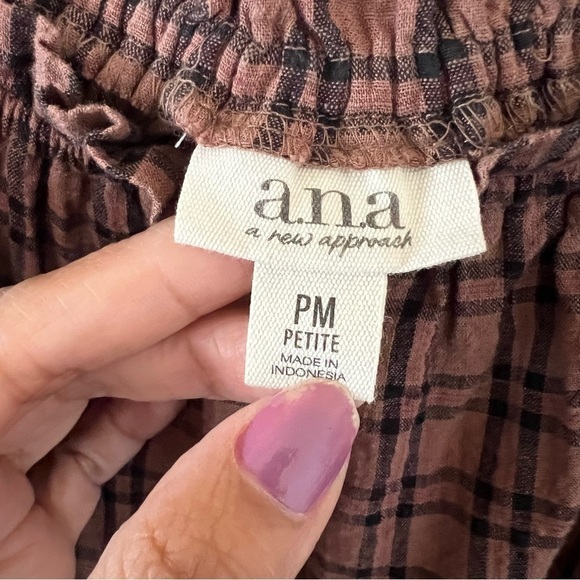 a.n.a
a new approach
PM
PETITE
MADE IN
INDONESIA